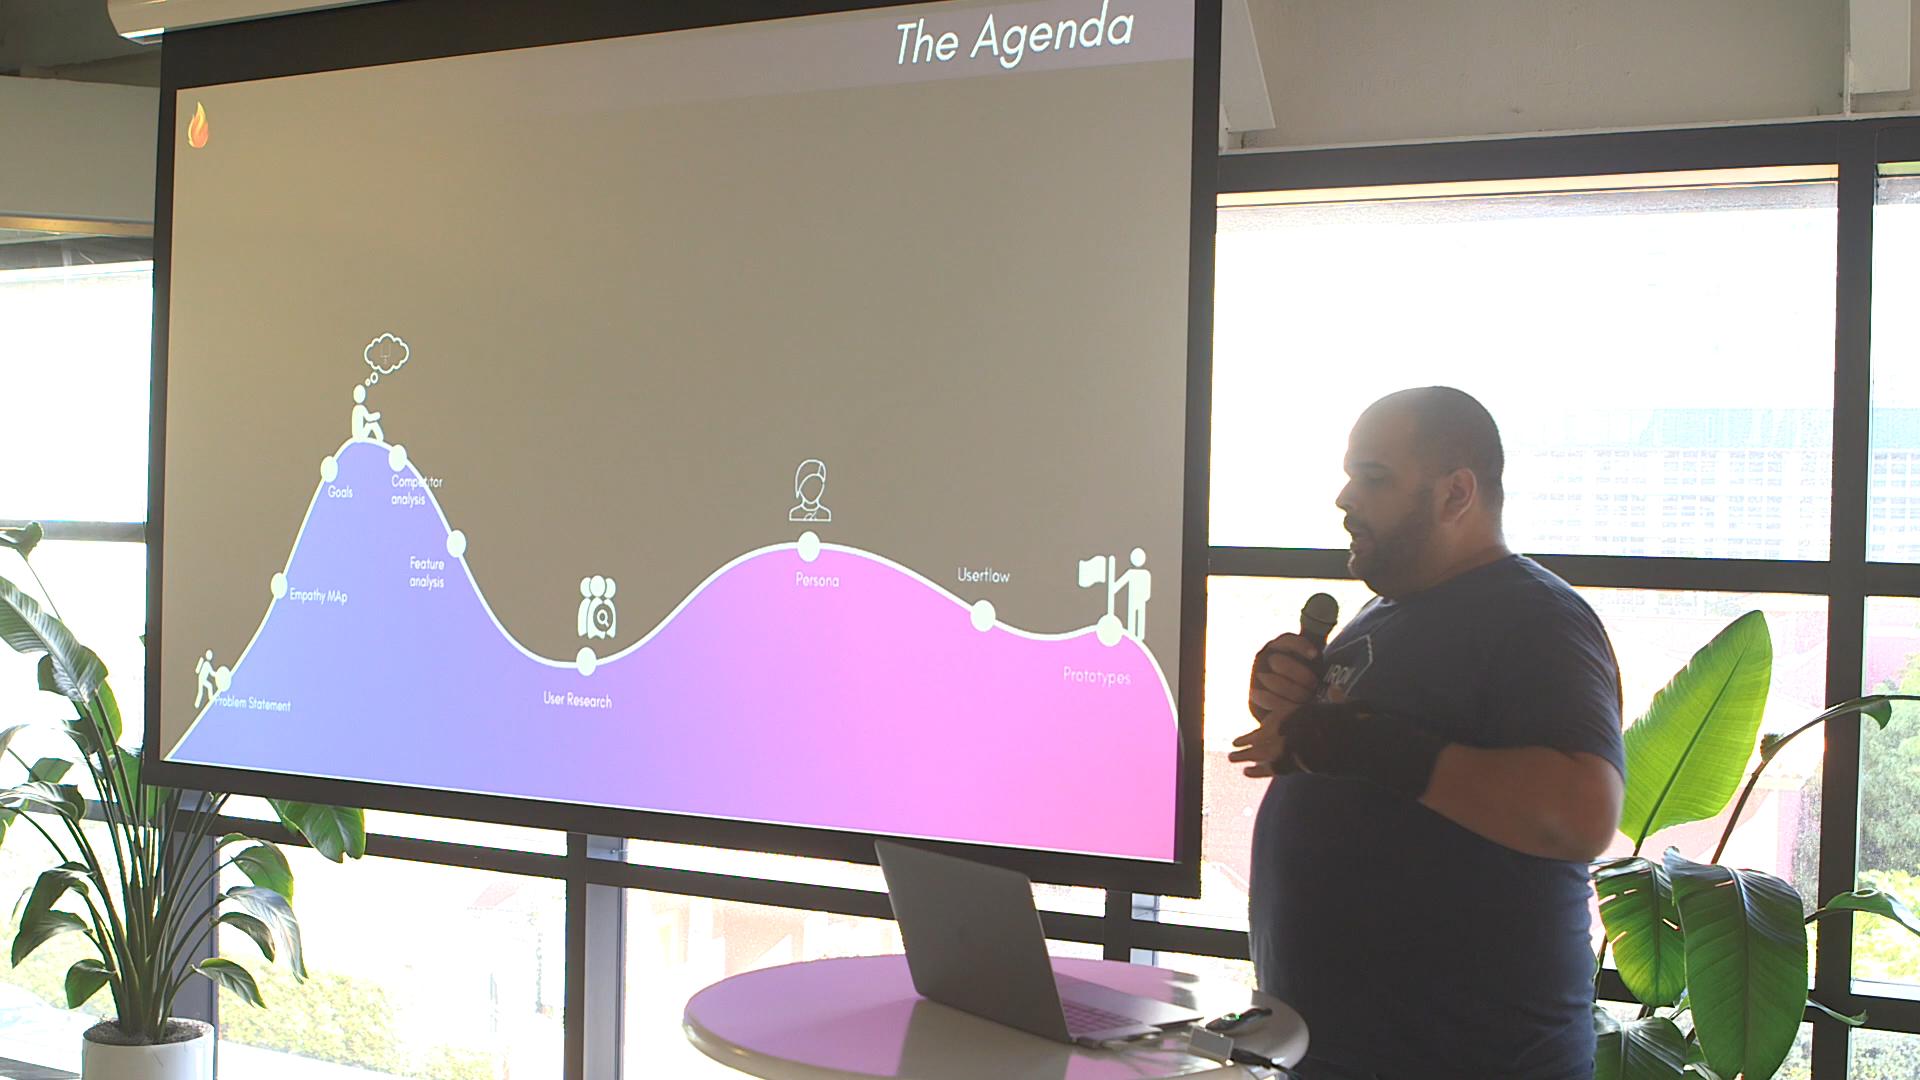 The Agenda
Goals
Competitor
analysis
Feature
analysis
Empathy MAp
Problem Statement
User Research
Persona
Userflow
Prototypes